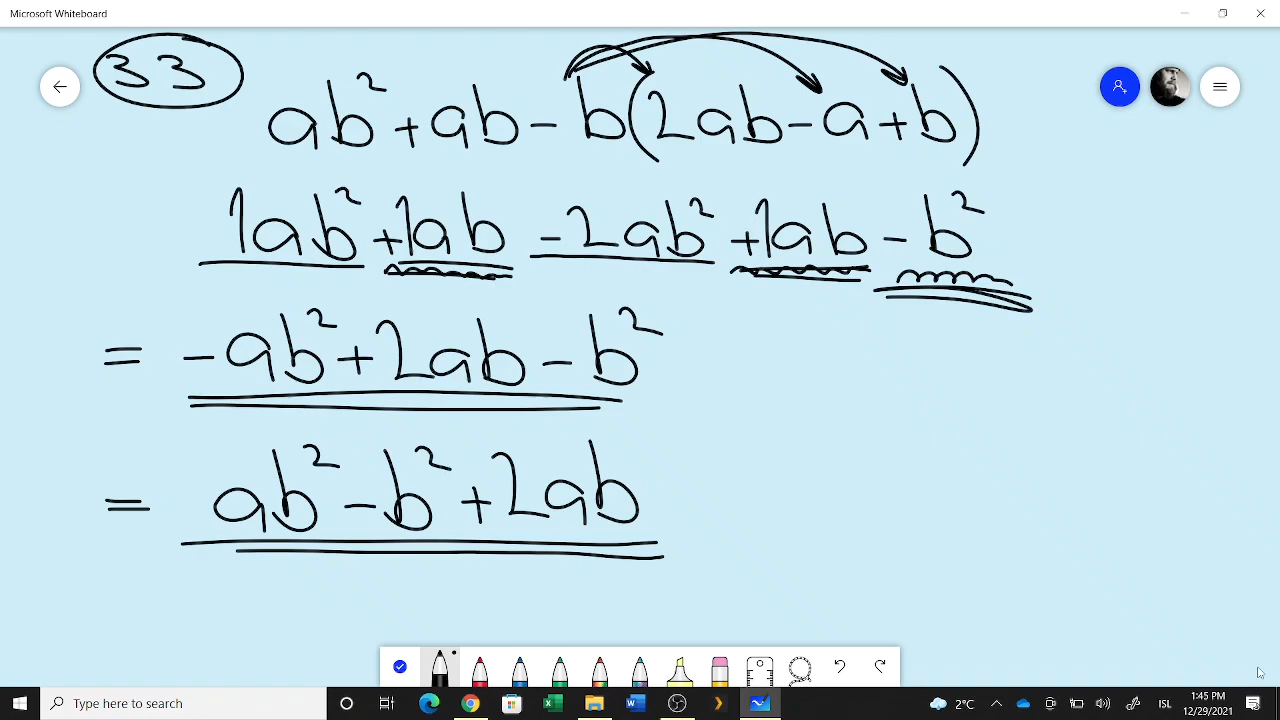 Microsoft Whiteboard
33
ab² + ab - b(2ab - a + b)
1ab² + 1ab - 2ab² + 1ab - b²
= -ab² + 2ab - b²
= ab² - b² + 2ab
Type here to search
2°C
ÍSL
1:45 PM
12/29/2021